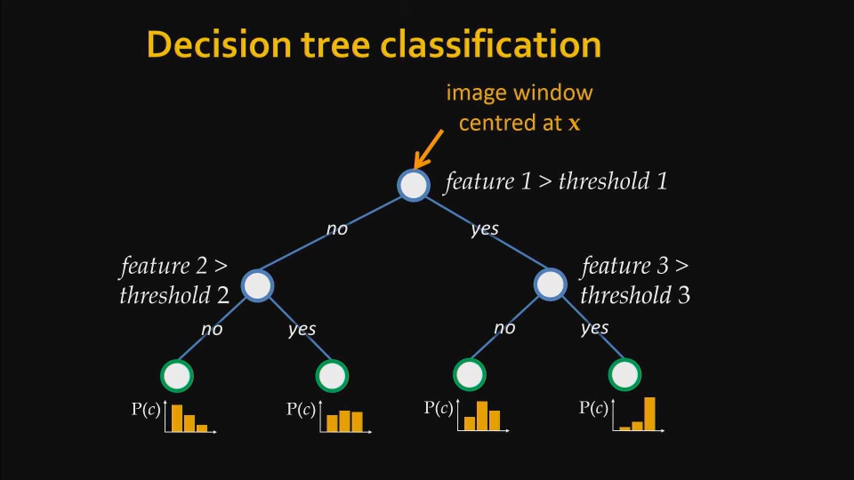 Decision tree classification
image window
centred at x
feature 1 > threshold 1
no
yes
feature 2 >
threshold 2
feature 3 >
threshold 3
no
yes
no
yes
P(c)
P(c)
P(c)
P(c)